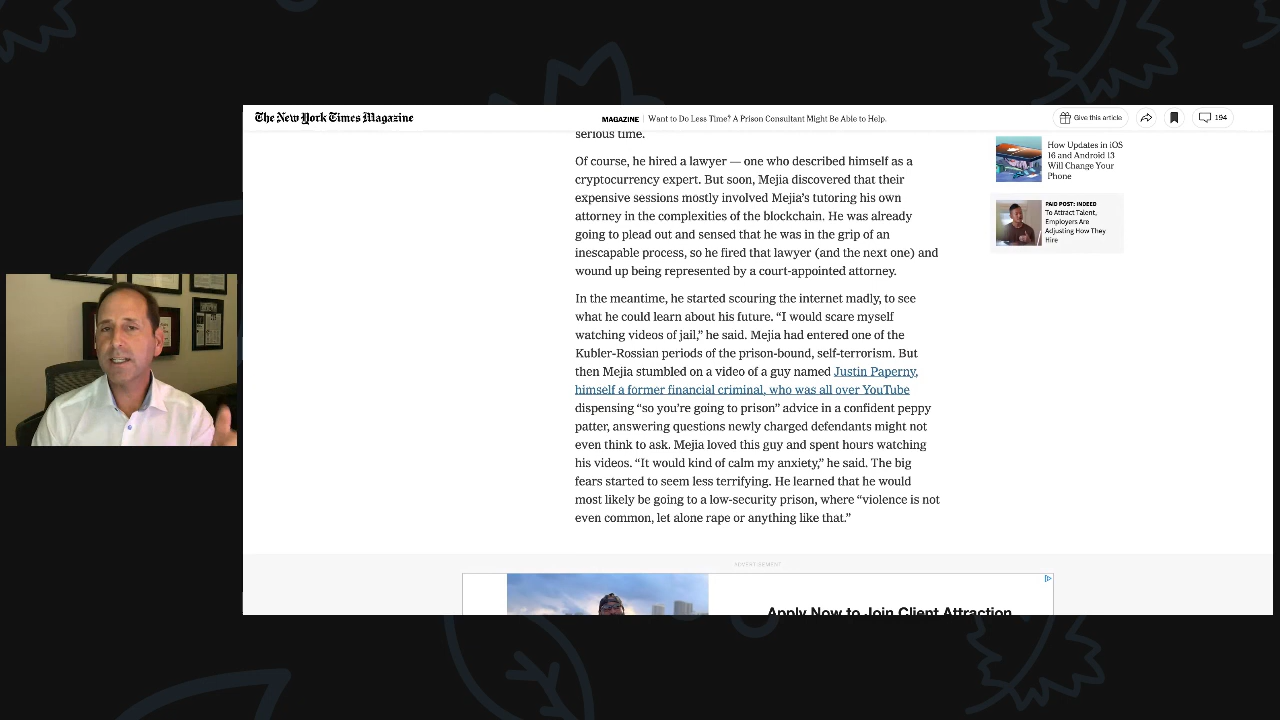 The New York Times Magazine
MAGAZINE | Want to Do Less Time? A Prison Consultant Might Be Able to Help.
Give this article
194
serious time.
Of course, he hired a lawyer — one who described himself as a
cryptocurrency expert. But soon, Mejia discovered that their
expensive sessions mostly involved Mejia’s tutoring his own
attorney in the complexities of the blockchain. He was already
going to plead out and sensed that he was in the grip of an
inescapable process, so he fired that lawyer (and the next one) and
wound up being represented by a court-appointed attorney.
In the meantime, he started scouring the internet madly, to see
what he could learn about his future. “I would scare myself
watching videos of jail,” he said. Mejia had entered one of the
Kubler-Rossian periods of the prison-bound, self-terrorism. But
then Mejia stumbled on a video of a guy named Justin Paperny,
himself a former financial criminal, who was all over YouTube
dispensing “so you’re going to prison” advice in a confident peppy
patter, answering questions newly charged defendants might not
even think to ask. Mejia loved this guy and spent hours watching
his videos. “It would kind of calm my anxiety,” he said. The big
fears started to seem less terrifying. He learned that he would
most likely be going to a low-security prison, where “violence is not
even common, let alone rape or anything like that.”
How Updates in iOS
16 and Android 13
Will Change Your
Phone
PAID POST: INDEED
To Attract Talent,
Employers Are
Adjusting How They
Hire
ADVERTISEMENT
Apply Now to Join Client Attraction